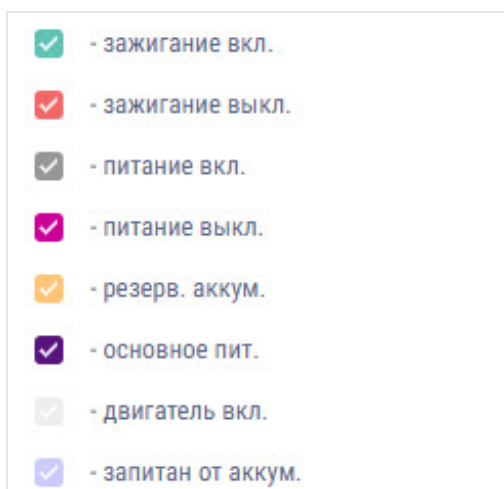 - зажигание вкл.
- зажигание выкл.
- питание вкл.
- питание выкл.
- резерв. аккум.
- основное пит.
- двигатель вкл.
- запитан от аккум.